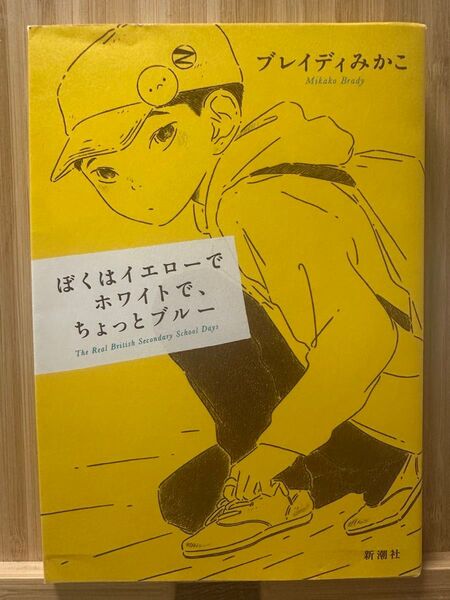 ブレイディみかこ
Mikako Brady
N
ぼくはイエローで
ホワイトで、
ちょっとブルー
The Real British Secondary School Days
新潮社